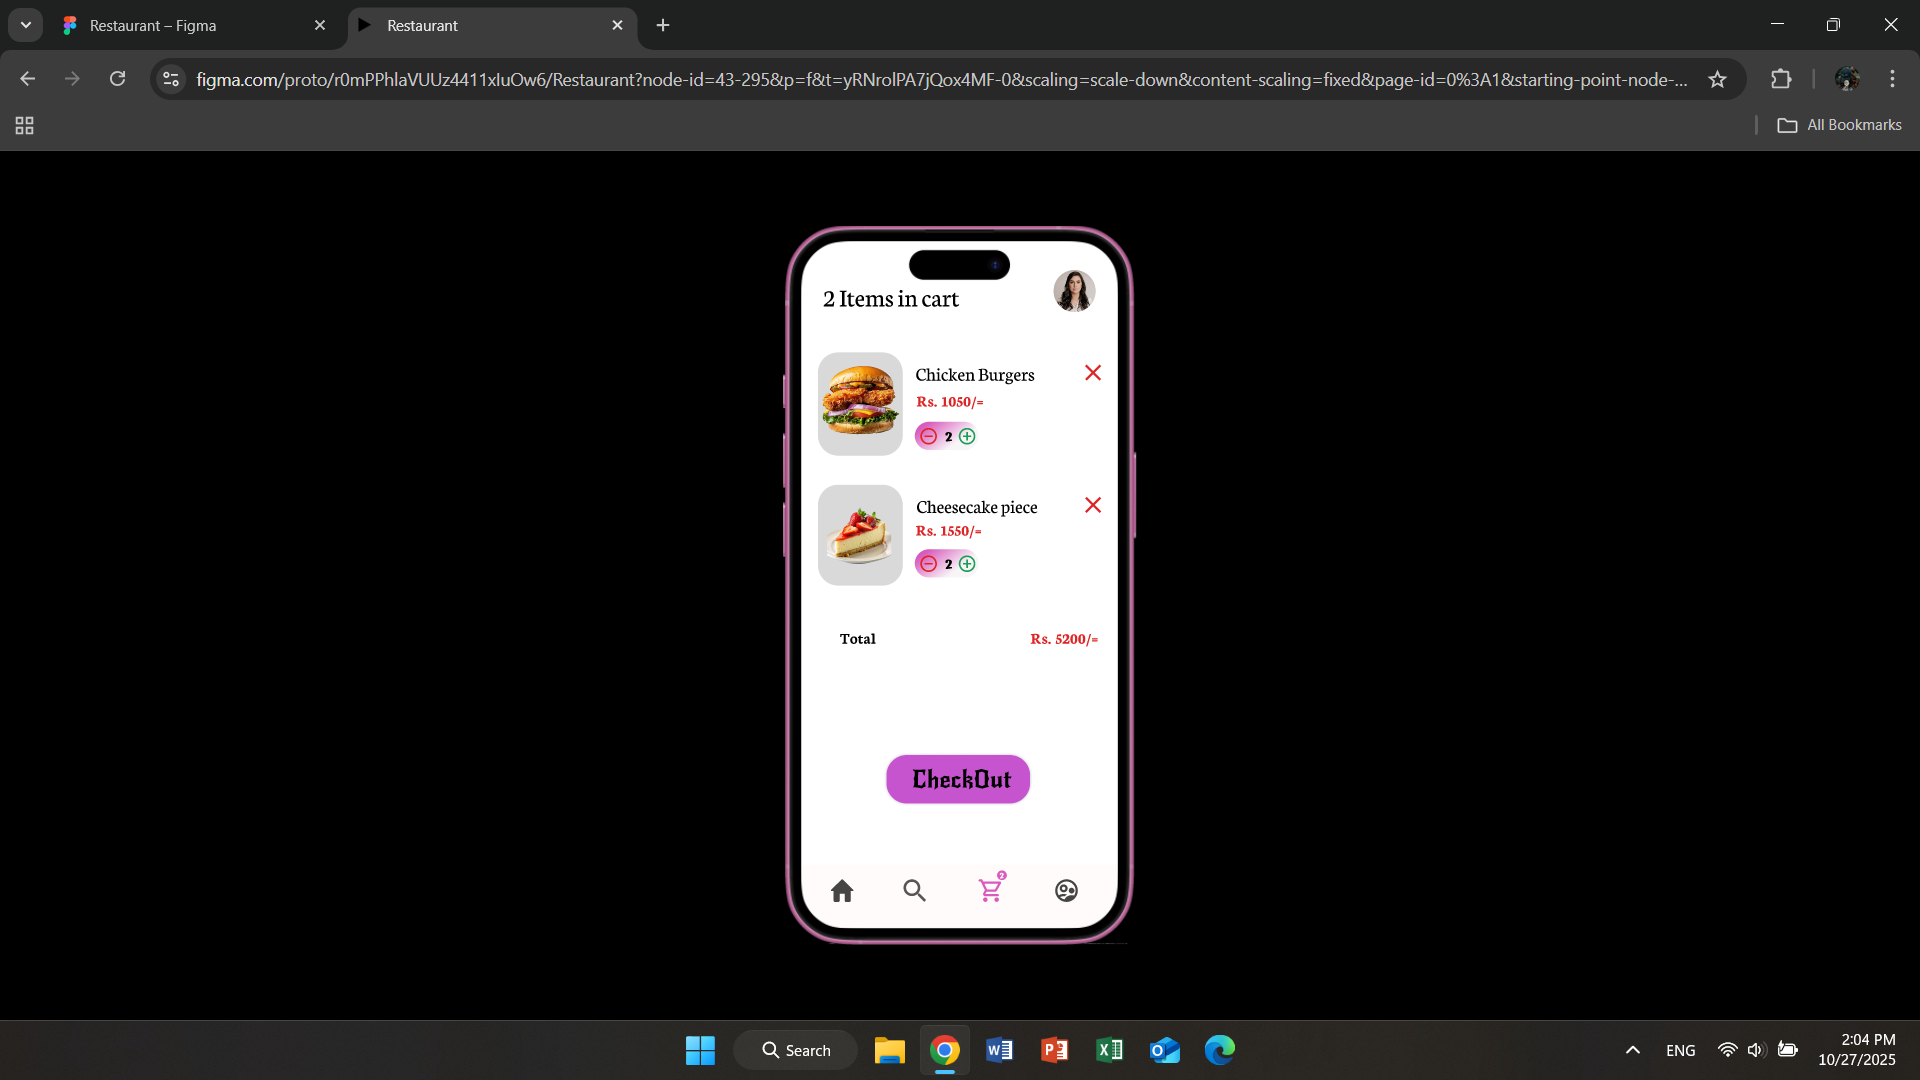 Restaurant – Figma
Restaurant
figma.com/proto/r0mPPhlaVUUz4411xIuOw6/Restaurant?node-id=43-295&p=f&t=yRNrolPA7jQox4MF-0&scaling=scale-down&content-scaling=fixed&page-id=0%3A1&starting-point-node-...
All Bookmarks
2 Items in cart
Chicken Burgers
Rs. 1050/=
2
Cheesecake piece
Rs. 1550/=
2
Total Rs. 5200/=
CheckOut
2
Search
ENG
2:04 PM
10/27/2025